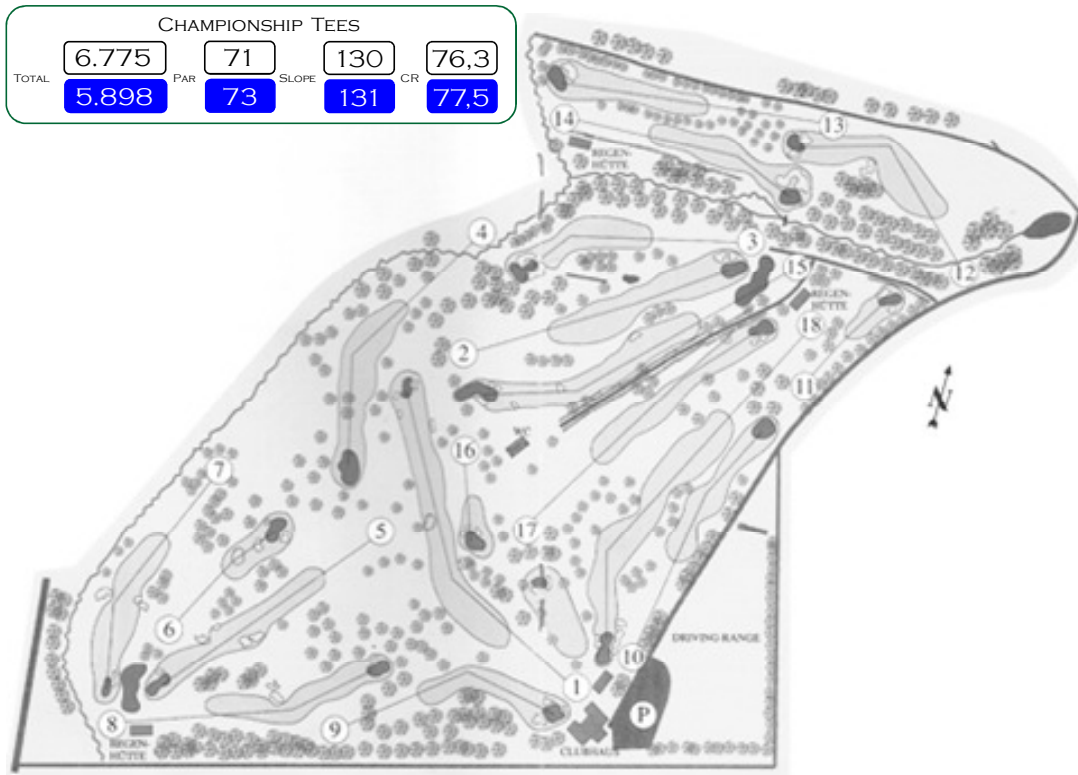 Championship Tees
Total 6.775 Par 71 Slope 130 CR 76,3
5.898 73 131 77,5
13
14
REGEN-
HÜTTE
4
3
15
12
REGEN-
HÜTTE
18
2
11
N
WC
16
7
5
17
6
DRIVING RANGE
10
1
8
9
P
REGEN-
HÜTTE
CLUBHAUS